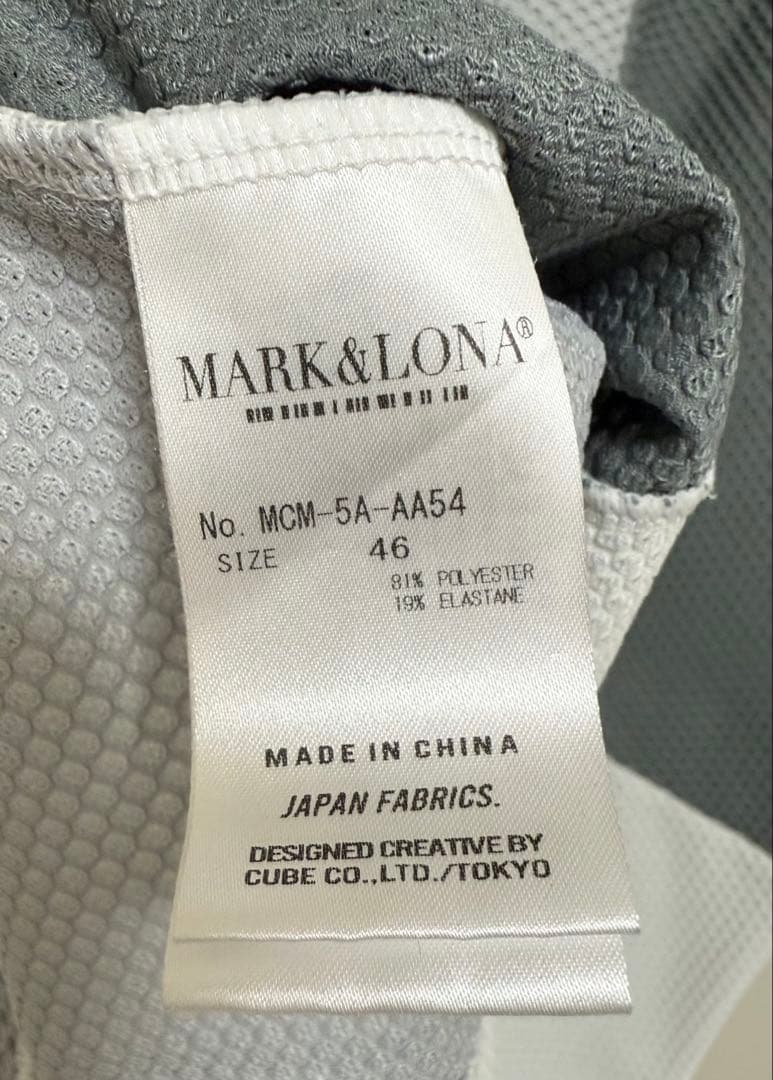 MARK&LONA®
No. MCM-5A-AA54
SIZE 46
81% POLYESTER
19% ELASTANE
MADE IN CHINA
JAPAN FABRICS.
DESIGNED CREATIVE BY
CUBE CO.,LTD./TOKYO